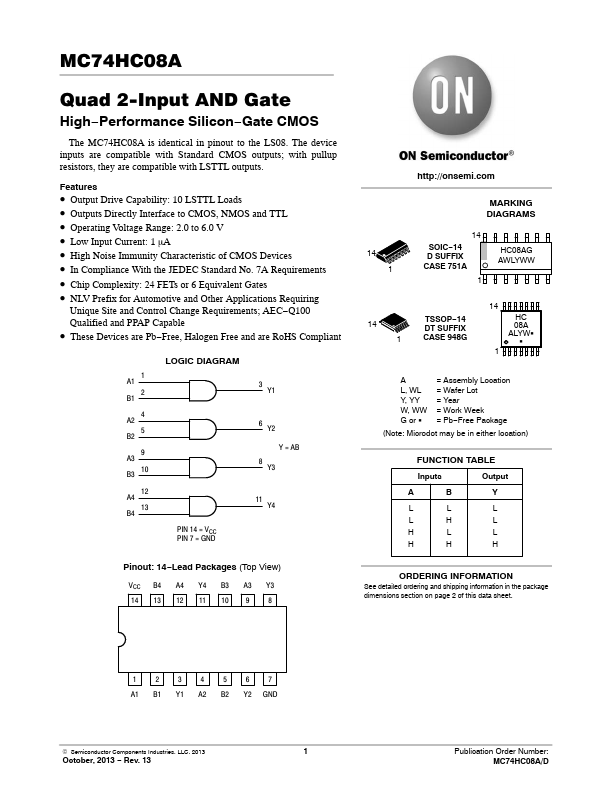 MC74HC08A
Quad 2-Input AND Gate
High−Performance Silicon−Gate CMOS
The MC74HC08A is identical in pinout to the LS08. The device
inputs are compatible with Standard CMOS outputs; with pullup
resistors, they are compatible with LSTTL outputs.
Features
• Output Drive Capability: 10 LSTTL Loads
• Outputs Directly Interface to CMOS, NMOS and TTL
• Operating Voltage Range: 2.0 to 6.0 V
• Low Input Current: 1 μA
• High Noise Immunity Characteristic of CMOS Devices
• In Compliance With the JEDEC Standard No. 7A Requirements
• Chip Complexity: 24 FETs or 6 Equivalent Gates
• NLV Prefix for Automotive and Other Applications Requiring
Unique Site and Control Change Requirements; AEC−Q100
Qualified and PPAP Capable
• These Devices are Pb−Free, Halogen Free and are RoHS Compliant
LOGIC DIAGRAM
A1 1
B1 2
3 Y1
A2 4
B2 5
6 Y2
Y = AB
A3 9
B3 10
8 Y3
A4 12
B4 13
11 Y4
PIN 14 = VCC
PIN 7 = GND
Pinout: 14−Lead Packages (Top View)
VCC B4 A4 Y4 B3 A3 Y3
14 13 12 11 10 9 8
1 2 3 4 5 6 7
A1 B1 Y1 A2 B2 Y2 GND
ON
ON Semiconductor®
http://onsemi.com
MARKING
DIAGRAMS
14
1
SOIC−14
D SUFFIX
CASE 751A
14
HC08AG
AWLYWW
1
14
1
TSSOP−14
DT SUFFIX
CASE 948G
14
HC
08A
ALYW▪
▪
1
A = Assembly Location
L, WL = Wafer Lot
Y, YY = Year
W, WW = Work Week
G or ▪ = Pb−Free Package
(Note: Microdot may be in either location)
FUNCTION TABLE
Inputs Output
A B Y
L L L
L H L
H L L
H H H
ORDERING INFORMATION
See detailed ordering and shipping information in the package
dimensions section on page 2 of this data sheet.
© Semiconductor Components Industries, LLC, 2013
October, 2013 − Rev. 13
1
Publication Order Number:
MC74HC08A/D